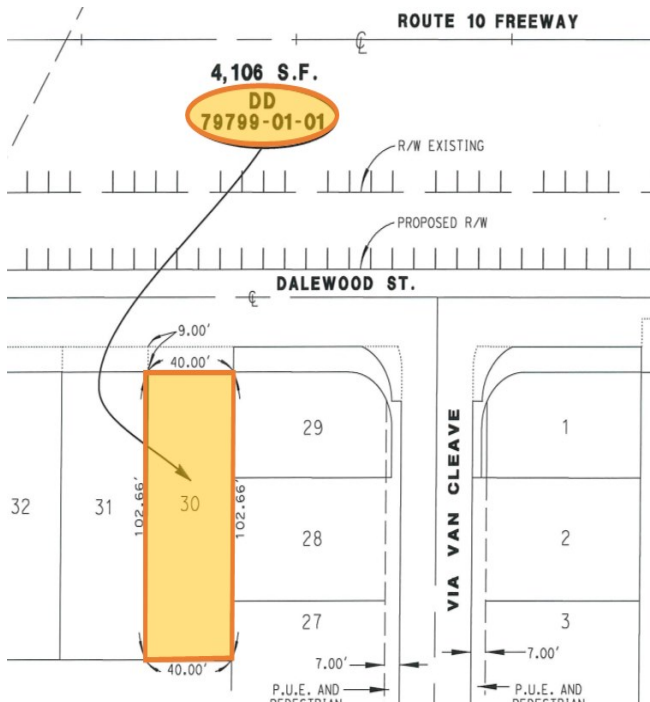 ROUTE 10 FREEWAY
℄
4,106 S.F.
DD
79799-01-01
R/W EXISTING
PROPOSED R/W
DALEWOOD ST.
℄
9.00'
40.00'
29
1
32
31
102.66'
30
102.66'
28
VIA VAN CLEAVE
2
27
3
40.00'
7.00'
7.00'
P.U.E. AND
P.U.E. AND
PEDESTRIAN
PEDESTRIAN